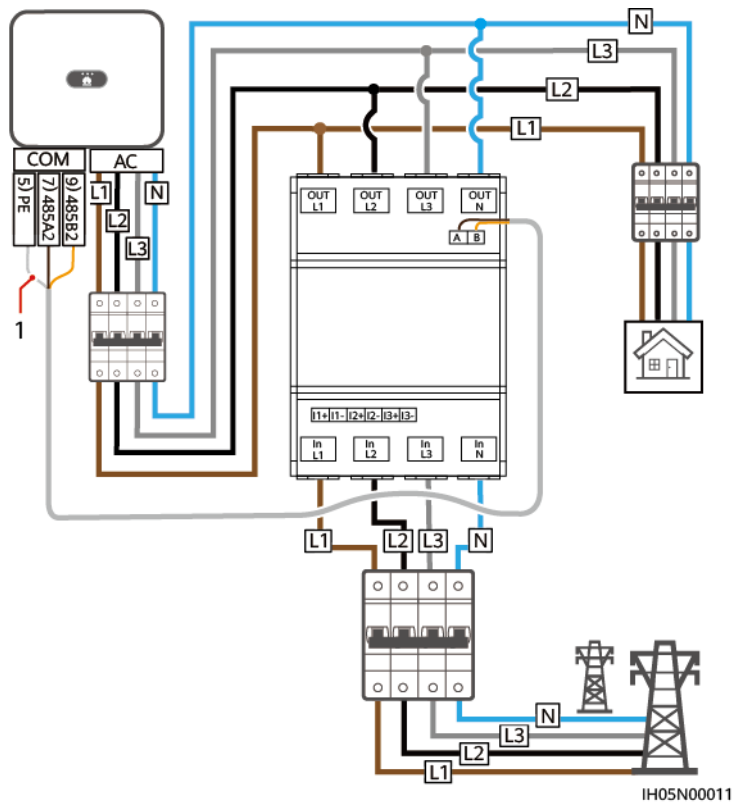 N
L3
L2
L1
COM
AC
5) PE
7) 485A2
9) 485B2
L1
L2
L3
N
1
OUT L1
OUT L2
OUT L3
OUT N
A B
I1+ I1- I2+ I2- I3+ I3-
In L1
In L2
In L3
In N
L1
L2
L3
N
N
L3
L2
L1
IH05N00011